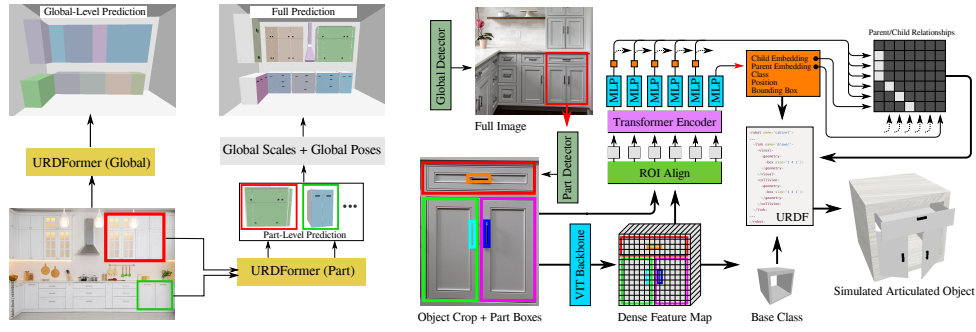 Global-Level Prediction
Full Prediction
URDFormer (Global)
Global Scales + Global Poses
Part-Level Prediction
URDFormer (Part)
Global Detector
Full Image
Part Detector
Object Crop + Part Boxes
VIT Backbone
MLP
MLP
MLP
MLP
MLP
MLP
Transformer Encoder
ROI Align
Dense Feature Map
Child Embedding
Parent Embedding
Class
Position
Bounding Box
Parent/Child Relationships
URDF
Base Class
Simulated Articulated Object